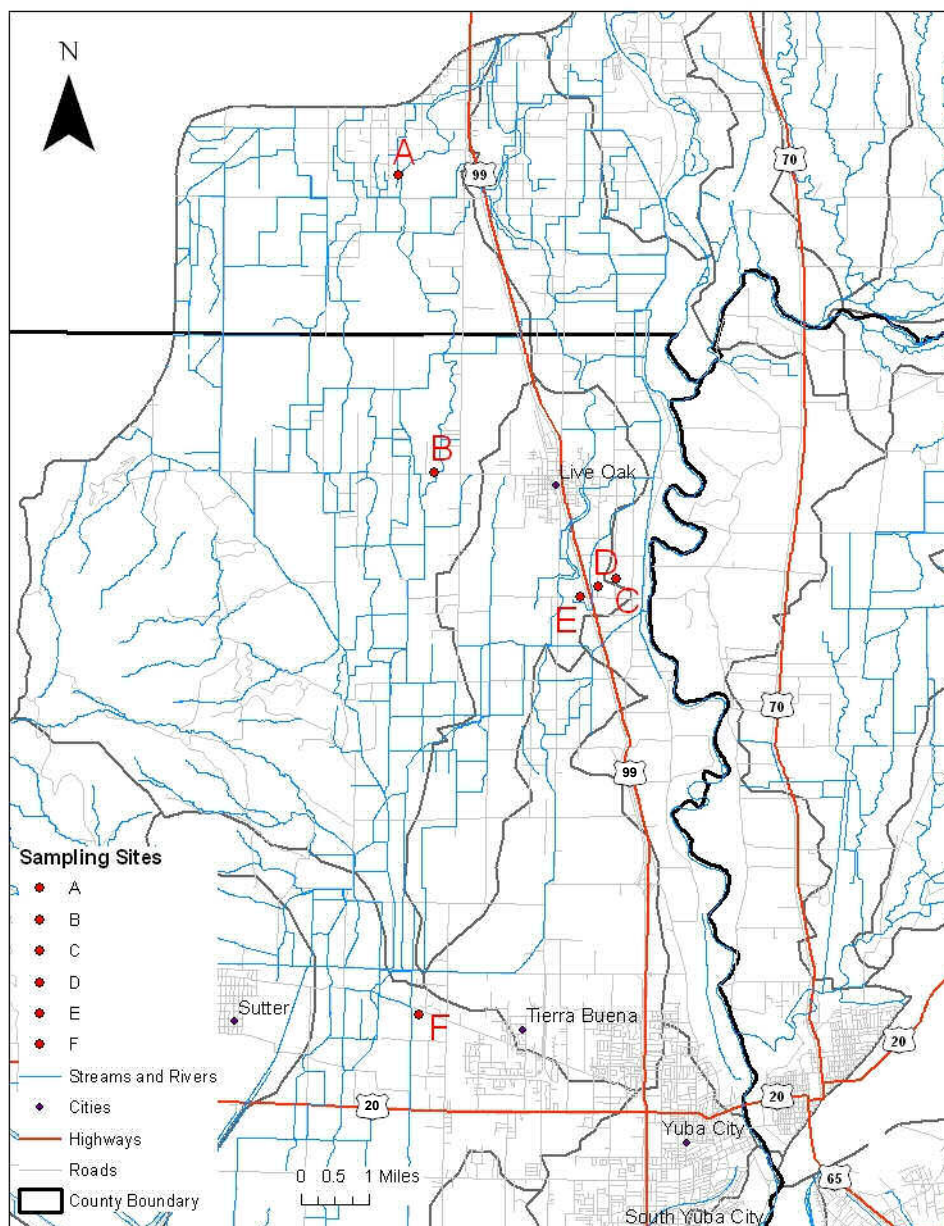 N
A
99
70
B
Live Oak
D
C
E
70
99
Sampling Sites
A
B
C
D
E
F
Streams and Rivers
Cities
Highways
Roads
County Boundary
Sutter
F
Tierra Buena
20
20
20
Yuba City
0 0.5 1 Miles
65
South Yuba City